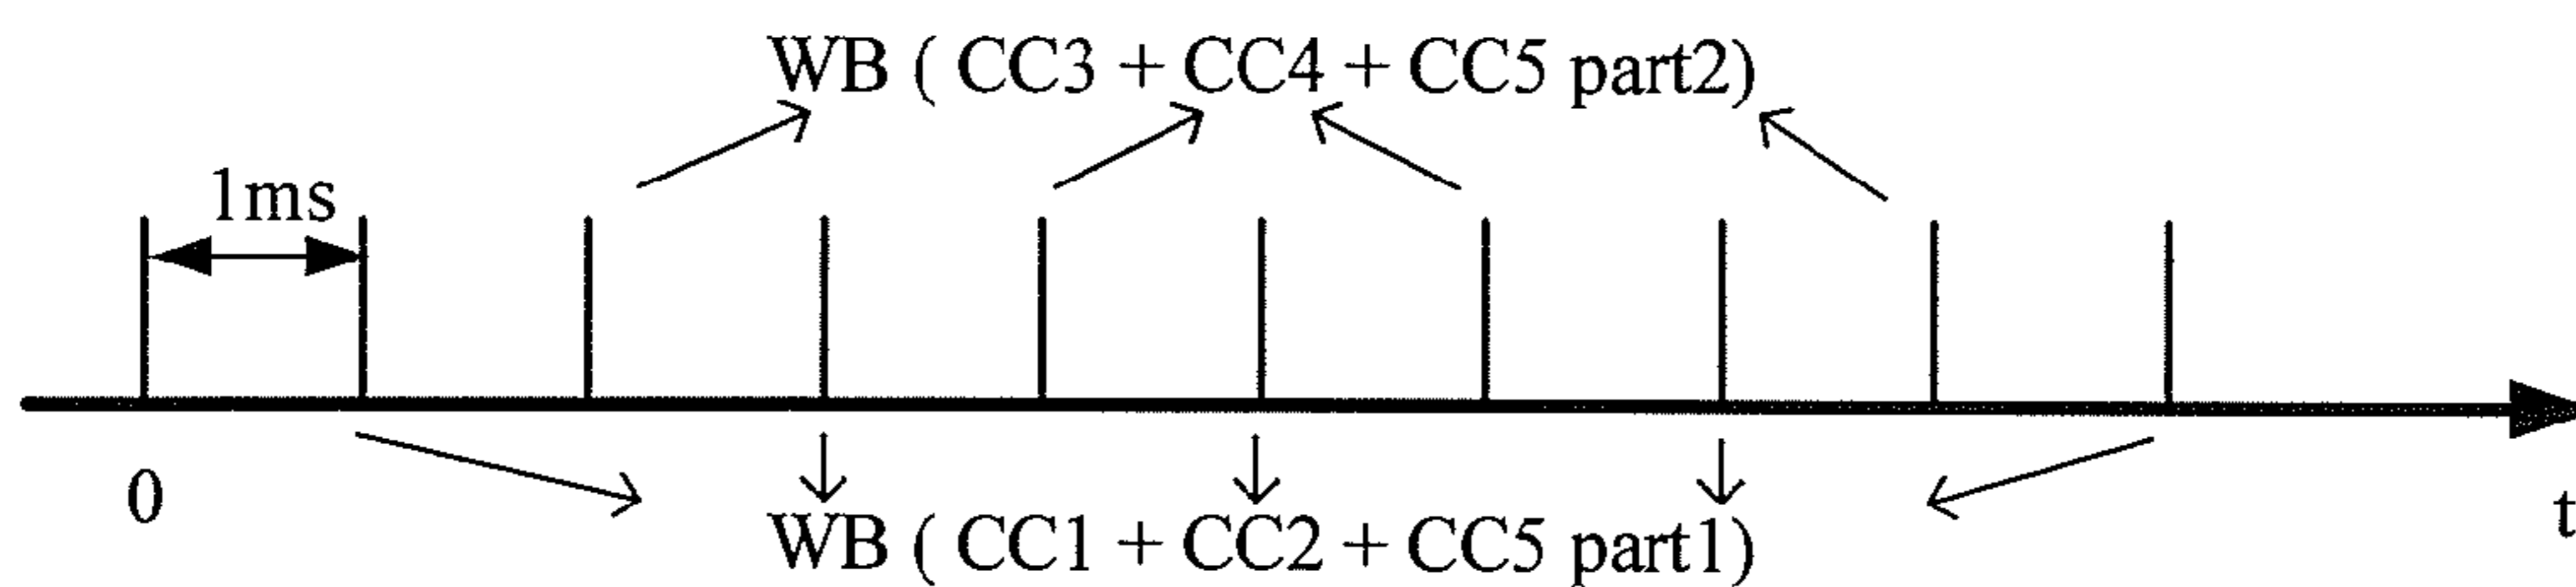 WB ( CC3 + CC4 + CC5 part2)
1ms
0
t
WB ( CC1 + CC2 + CC5 part1)